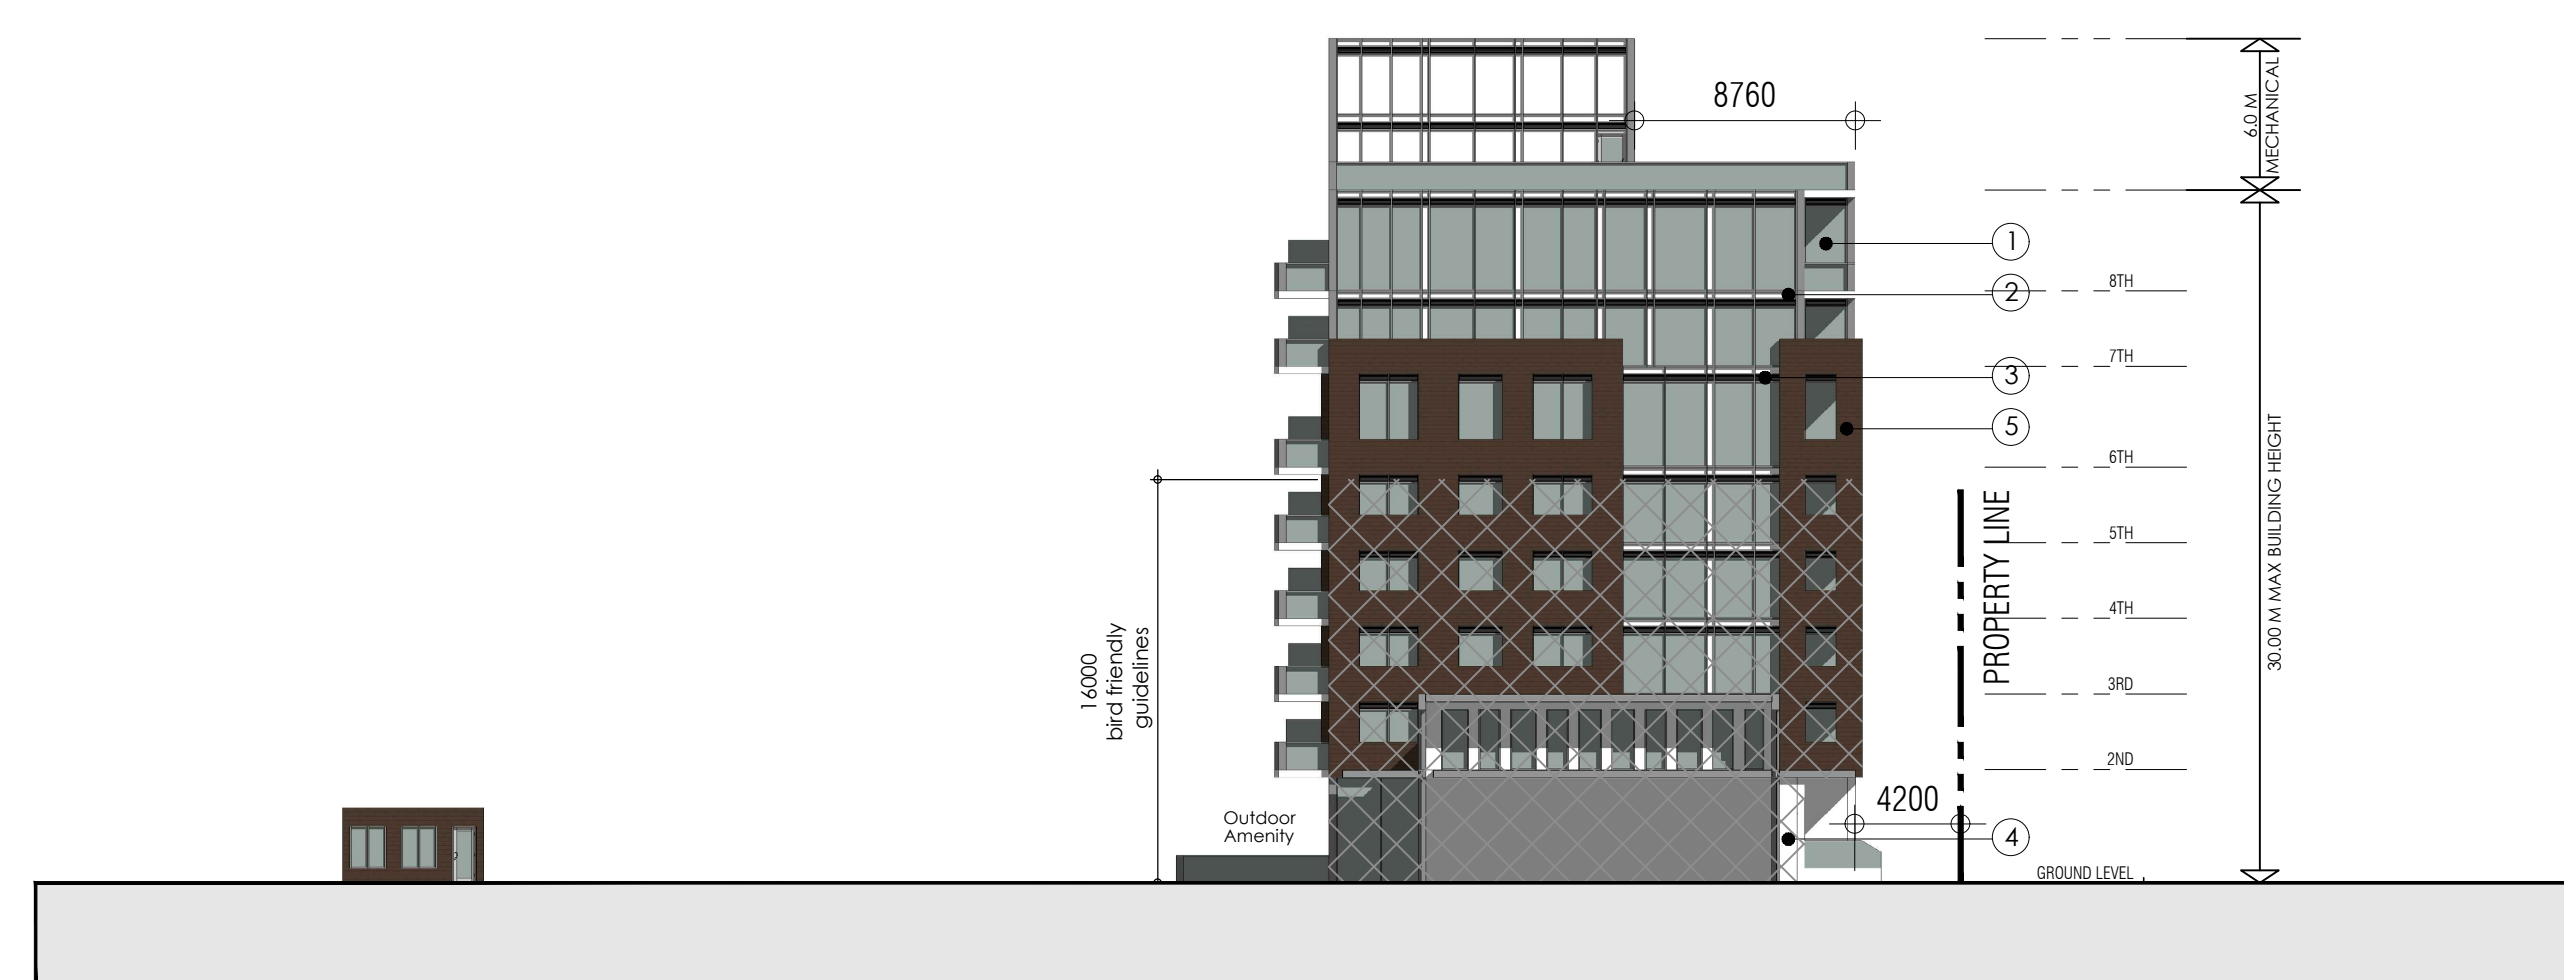 8760
6.0 M
MECHANICAL
1
2
8TH
7TH
3
5
6TH
30.00 M MAX BUILDING HEIGHT
PROPERTY LINE
5TH
4TH
3RD
2ND
16000
bird friendly
guidelines
Outdoor
Amenity
4200
4
GROUND LEVEL